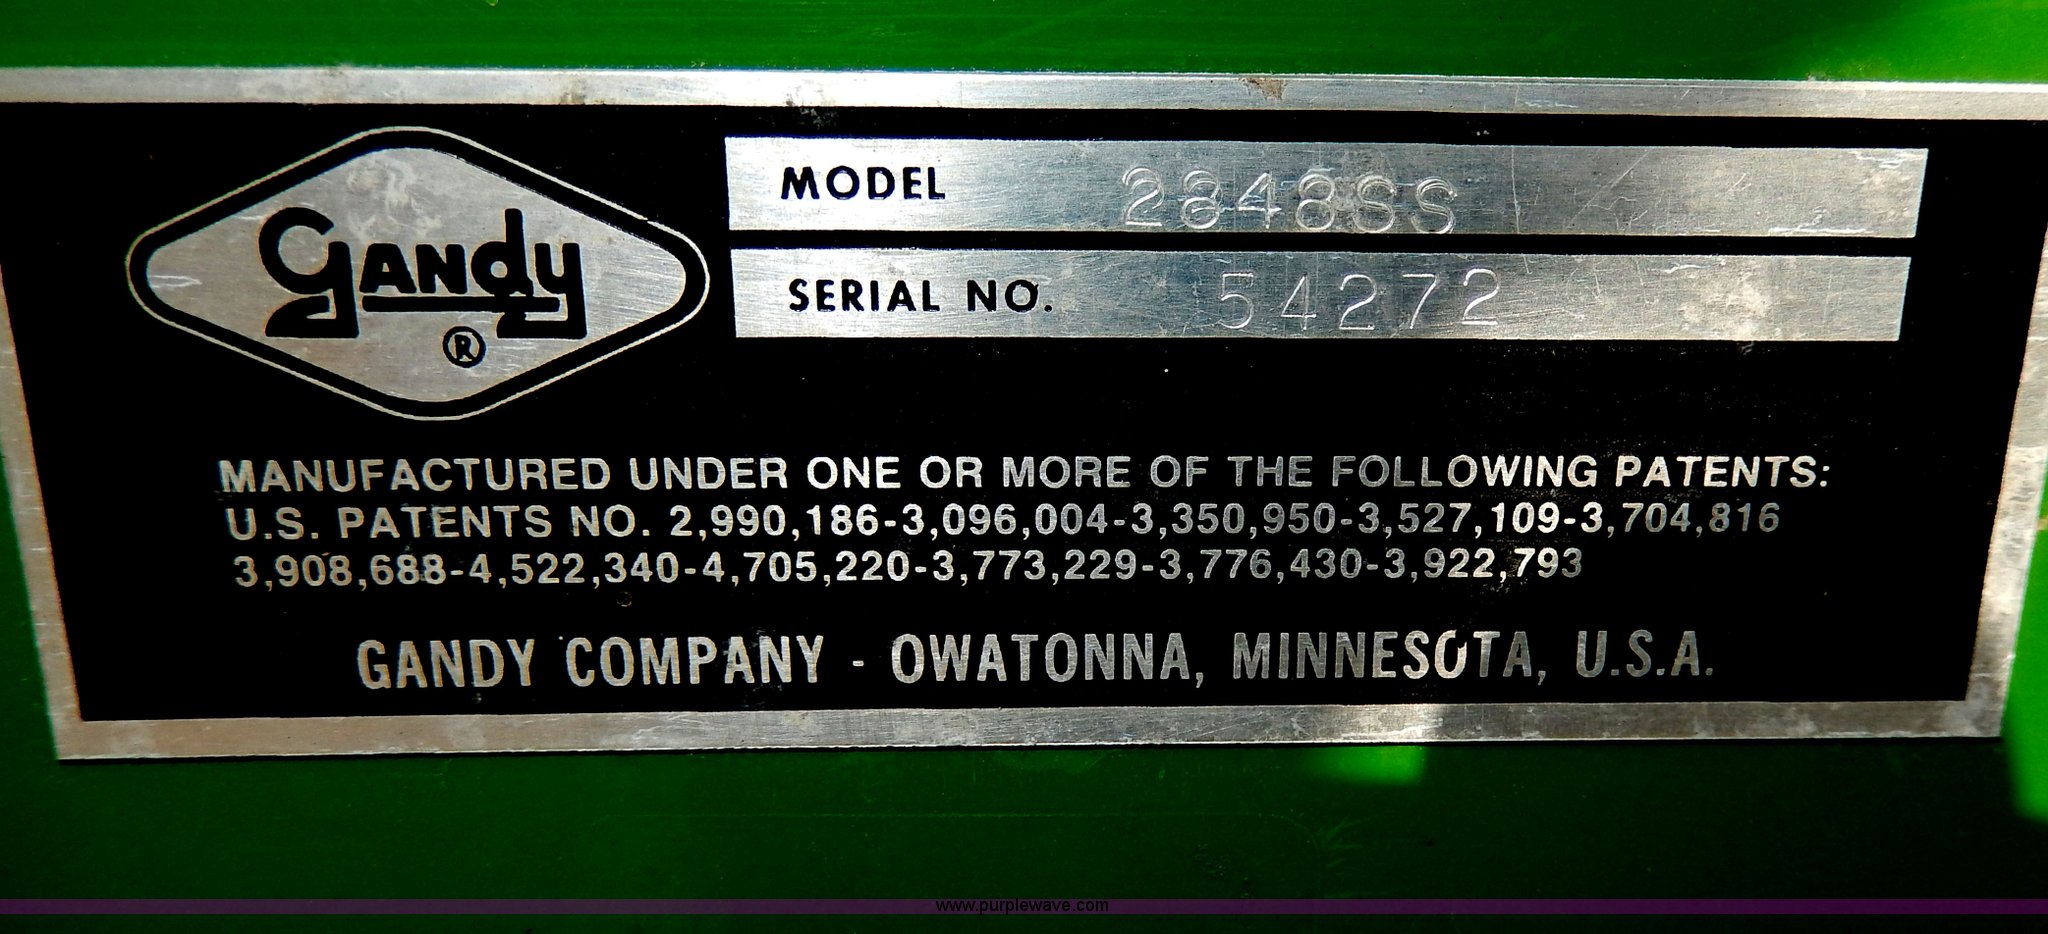 Gandy
®
MODEL 2848SS
SERIAL NO. 54272
MANUFACTURED UNDER ONE OR MORE OF THE FOLLOWING PATENTS:
U.S. PATENTS NO. 2,990,186-3,096,004-3,350,950-3,527,109-3,704,816
3,908,688-4,522,340-4,705,220-3,773,229-3,776,430-3,922,793
GANDY COMPANY - OWATONNA, MINNESOTA, U.S.A.
www.purplewave.com